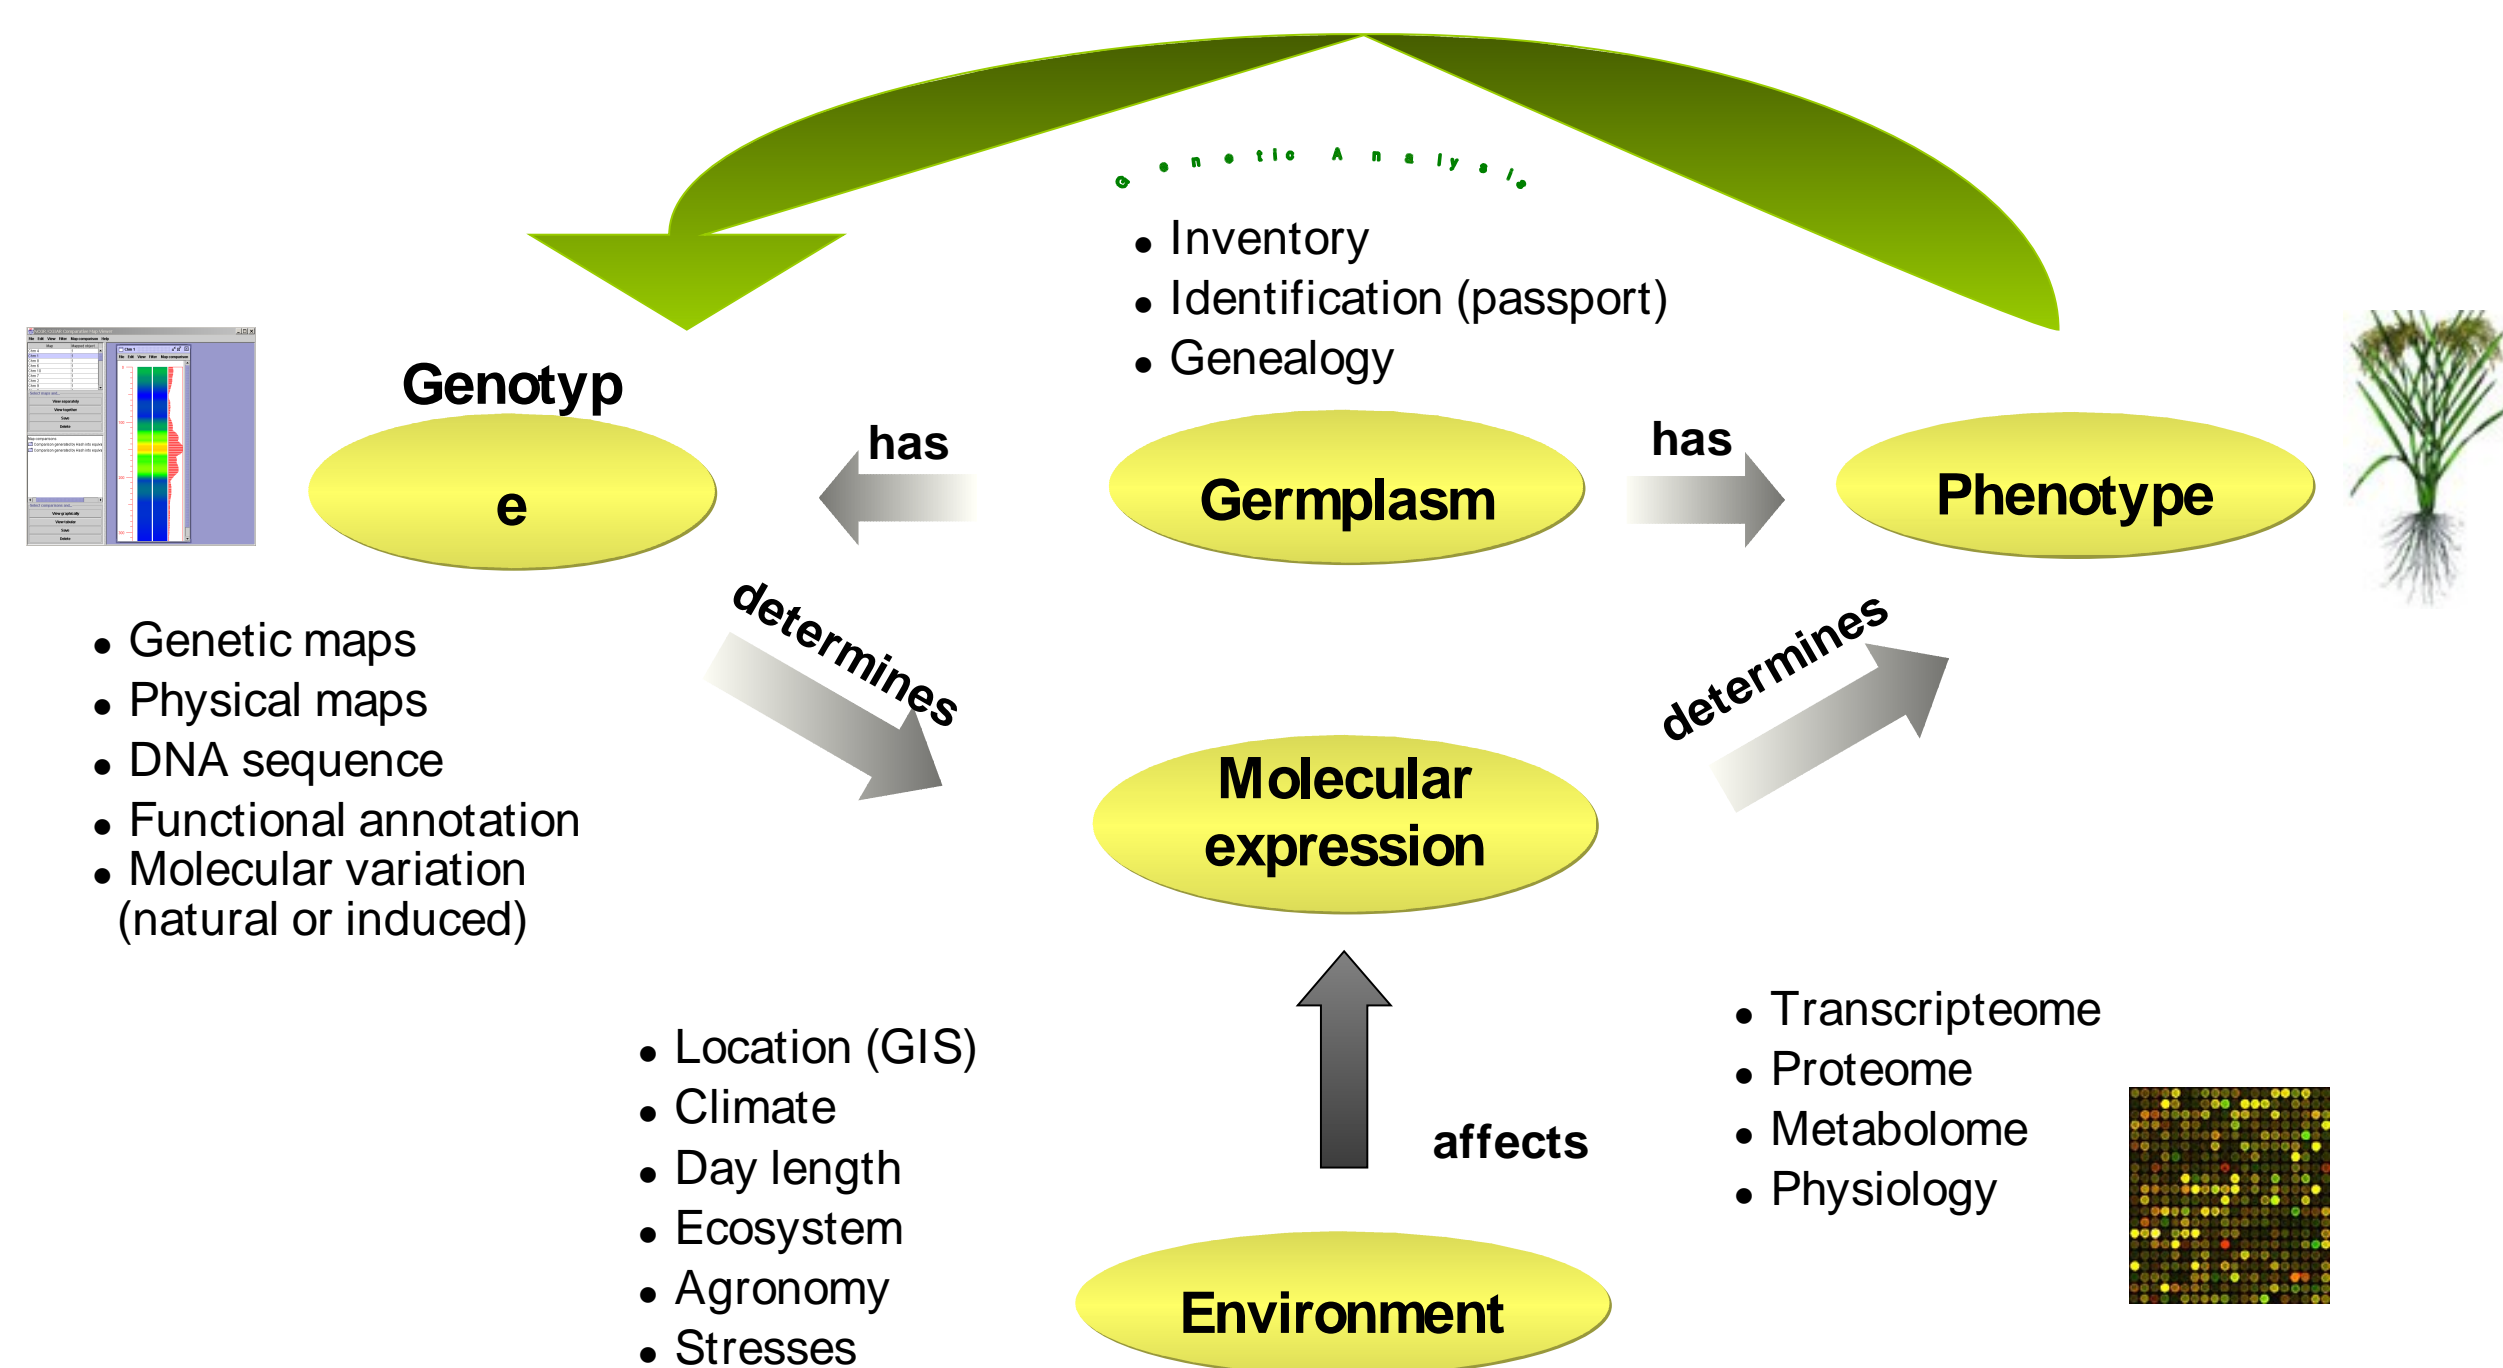 Genetic Analysis
• Inventory
• Identification (passport)
• Genealogy
Genotyp
e
has
Germplasm
has
Phenotype
determines
determines
• Genetic maps
• Physical maps
• DNA sequence
• Functional annotation
• Molecular variation
(natural or induced)
Molecular
expression
• Location (GIS)
• Climate
• Day length
• Ecosystem
• Agronomy
• Stresses
affects
• Transcripteome
• Proteome
• Metabolome
• Physiology
Environment